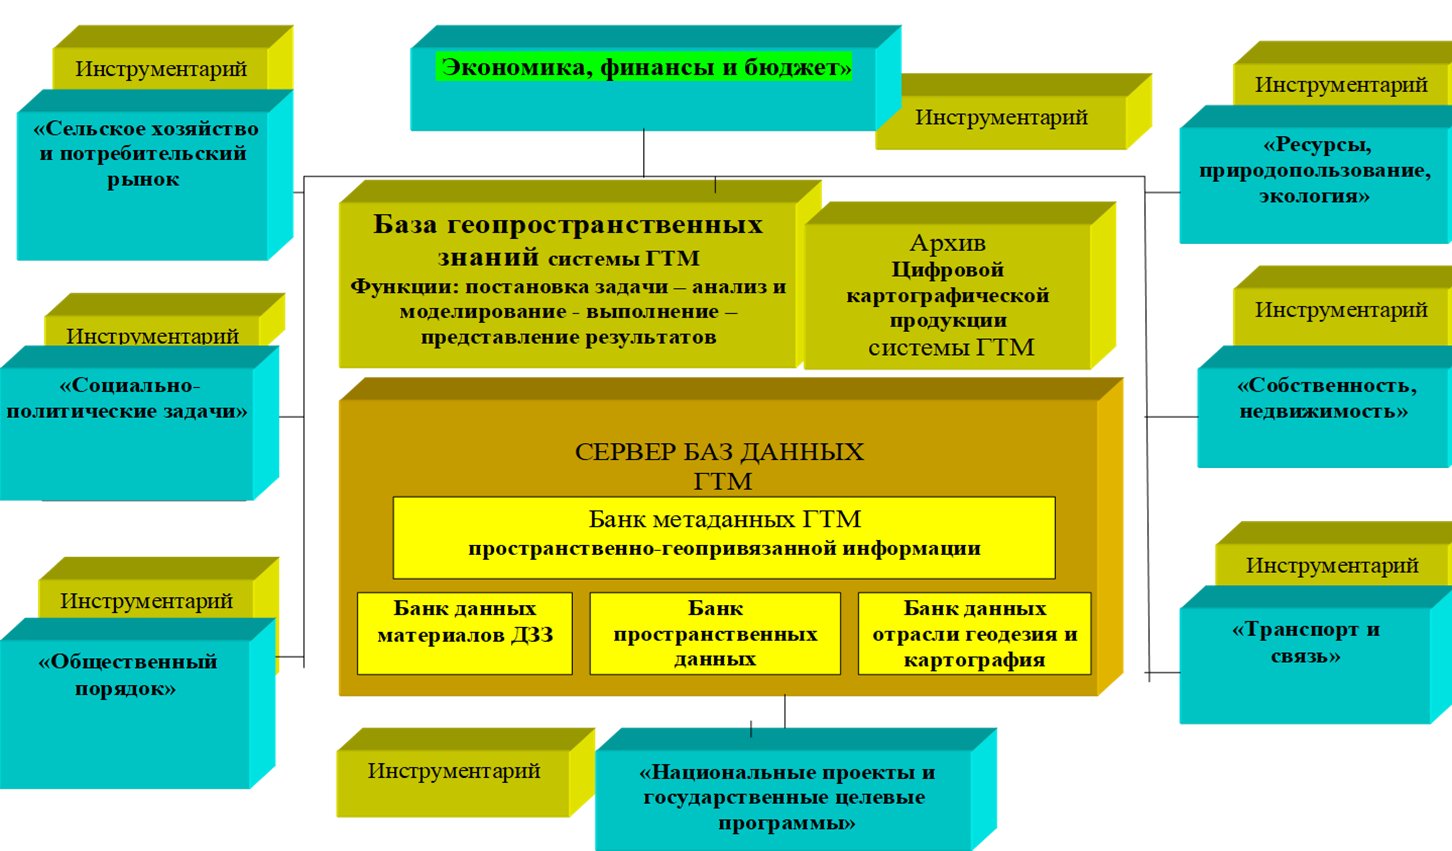 Инструментарий
«Сельское хозяйство
и потребительский
рынок
Экономика, финансы и бюджет»
Инструментарий
Инструментарий
«Ресурсы,
природопользование,
экология»
База геопространственных
знаний системы ГТМ
Функции: постановка задачи – анализ и
моделирование - выполнение –
представление результатов
Архив
Цифровой
картографической
продукции
системы ГТМ
Инструментарий
«Социально-
политические задачи»
Инструментарий
«Собственность,
недвижимость»
СЕРВЕР БАЗ ДАННЫХ
ГТМ
Банк метаданных ГТМ
пространственно-геопривязанной информации
Банк данных
материалов ДЗЗ
Банк
пространственных
данных
Банк данных
отрасли геодезия и
картография
Инструментарий
«Общественный
порядок»
Инструментарий
«Транспорт и
связь»
Инструментарий
«Национальные проекты и
государственные целевые
программы»